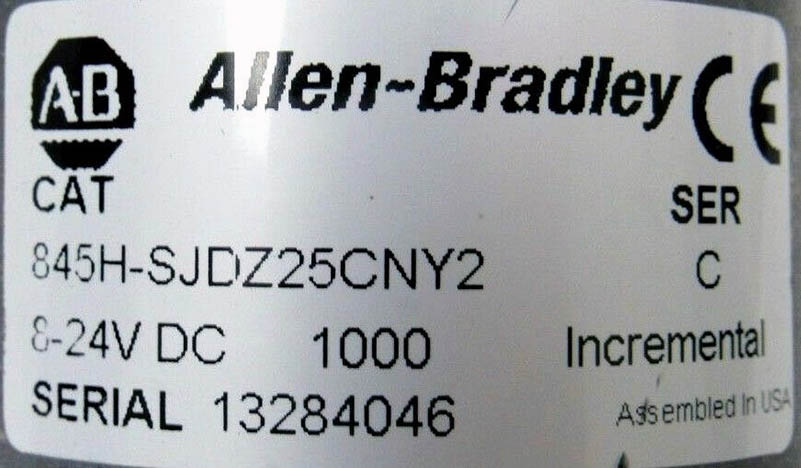 A-B Allen-Bradley CE
CAT SER
845H-SJDZ25CNY2 C
8-24V DC 1000 Incremental
SERIAL 13284046 Assembled In USA